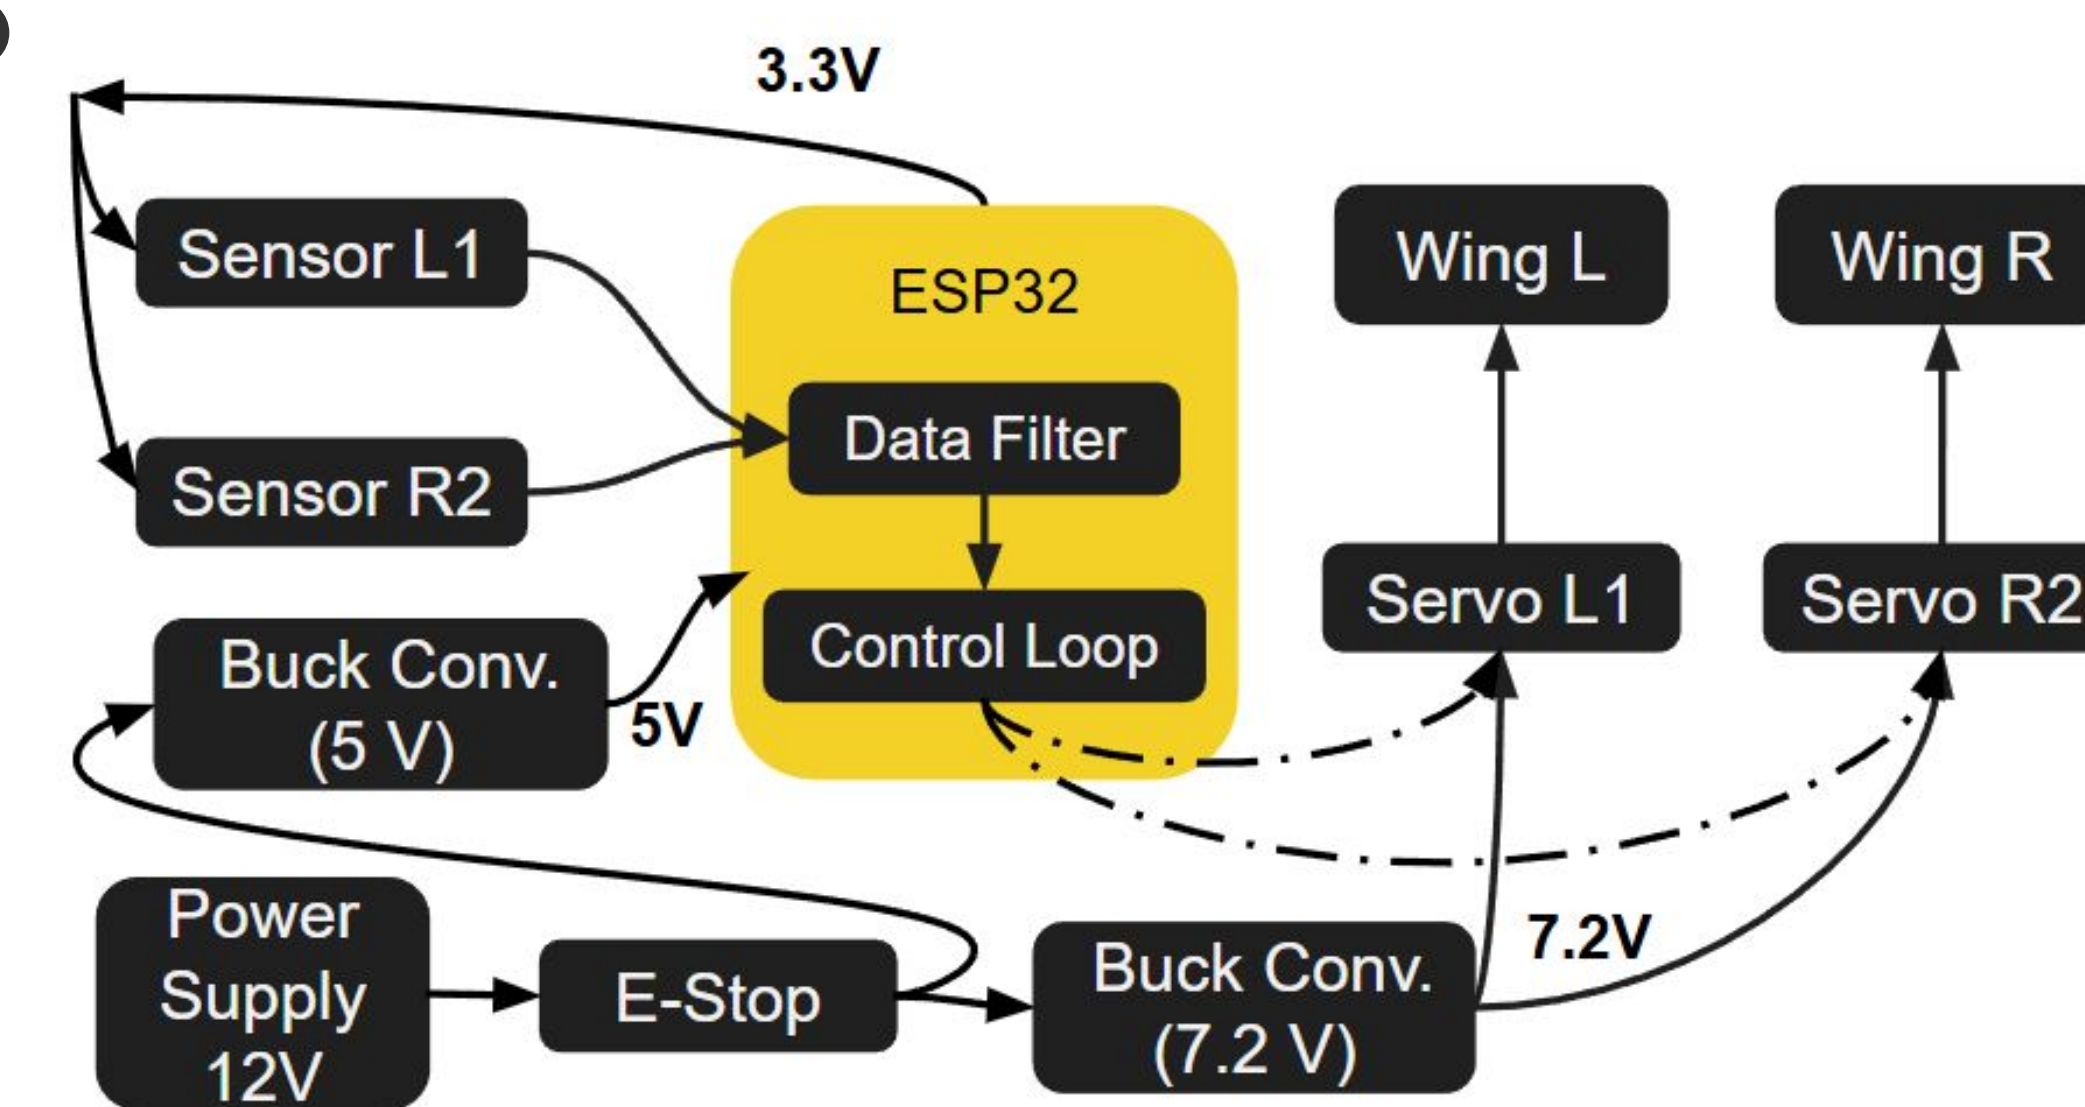 3.3V
Sensor L1
ESP32
Wing L
Wing R
Data Filter
Sensor R2
Servo L1
Servo R2
Control Loop
Buck Conv.
(5 V)
5V
Power
Supply
12V
E-Stop
Buck Conv.
(7.2 V)
7.2V